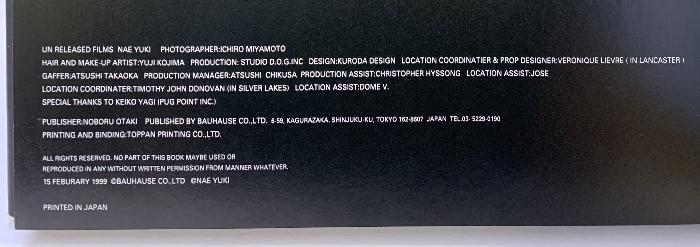 UN RELEASED FILMS NAE YUKI PHOTOGRAPHER:ICHIRO MIYAMOTO
HAIR AND MAKE-UP ARTIST:YUJI KOJIMA PRODUCTION: STUDIO D.O.G.INC DESIGN:KURODA DESIGN LOCATION COORDINATIER & PROP DESIGNER:VERONIQUE LIEVRE ( IN LANCASTER )
GAFFER:ATSUSHI TAKAOKA PRODUCTION MANAGER:ATSUSHI CHIKUSA PRODUCTION ASSIST:CHRISTOPHER HYSSONG LOCATION ASSIST:JOSE
LOCATION COORDINATER:TIMOTHY JOHN DONOVAN (IN SILVER LAKES) LOCATION ASSIST:DOME V.
SPECIAL THANKS TO KEIKO YAGI (PUG POINT INC.)
PUBLISHER:NOBORU OTAKI PUBLISHED BY BAUHAUSE CO.,LTD. 6-59, KAGURAZAKA, SHINJUKU-KU, TOKYO 162-8607 JAPAN TEL.03-5229-0190
PRINTING AND BINDING:TOPPAN PRINTING CO.,LTD.
ALL RIGHTS RESERVED. NO PART OF THIS BOOK MAYBE USED OR
REPRODUCED IN ANY WITHOUT WRITTEN PERMISSION FROM MANNER WHATEVER.
15 FEBURARY 1999 ©BAUHAUSE CO.,LTD ©NAE YUKI
PRINTED IN JAPAN